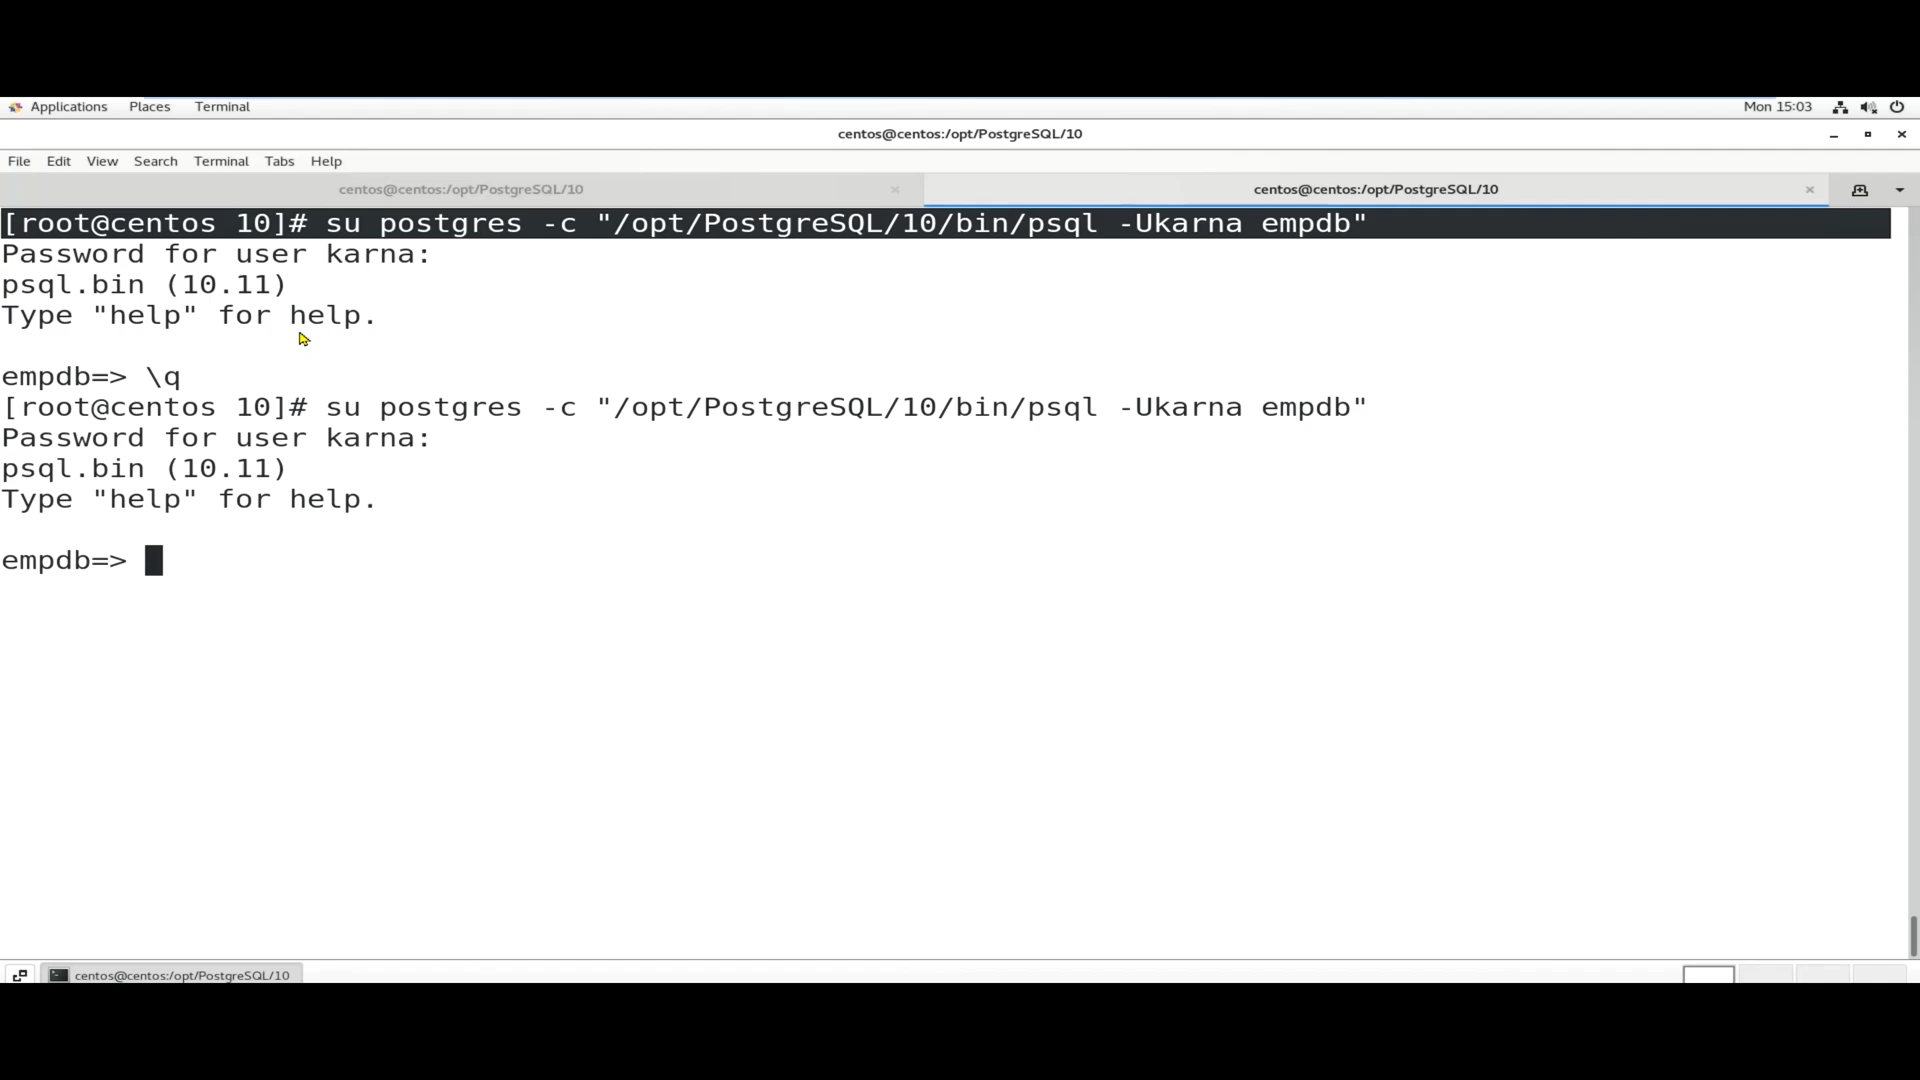 Applications Places Terminal Mon 15:03
centos@centos:/opt/PostgreSQL/10
File Edit View Search Terminal Tabs Help
centos@centos:/opt/PostgreSQL/10 centos@centos:/opt/PostgreSQL/10
[root@centos 10]# su postgres -c "/opt/PostgreSQL/10/bin/psql -Ukarna empdb"
Password for user karna:
psql.bin (10.11)
Type "help" for help.
empdb=> \q
[root@centos 10]# su postgres -c "/opt/PostgreSQL/10/bin/psql -Ukarna empdb"
Password for user karna:
psql.bin (10.11)
Type "help" for help.
empdb=>
centos@centos:/opt/PostgreSQL/10